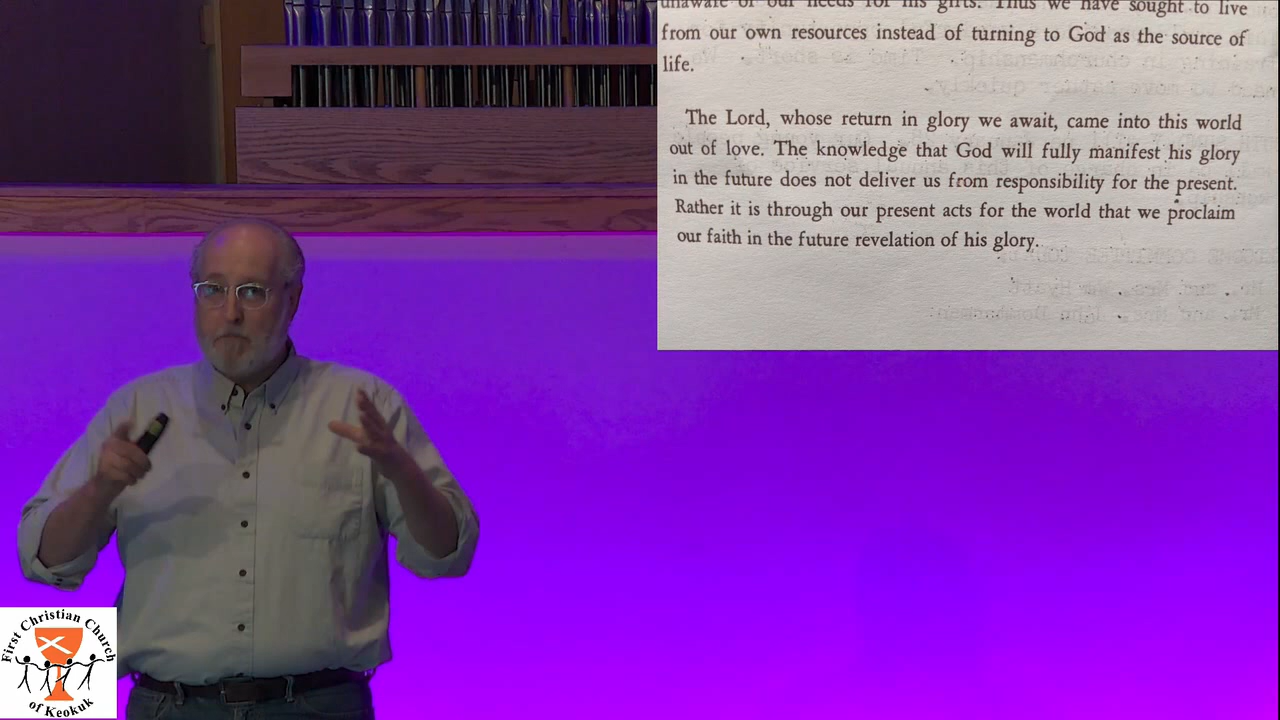 unaware of our needs for his gifts. Thus we have sought to live
from our own resources instead of turning to God as the source of
life.
The Lord, whose return in glory we await, came into this world
out of love. The knowledge that God will fully manifest his glory
in the future does not deliver us from responsibility for the present.
Rather it is through our present acts for the world that we proclaim
our faith in the future revelation of his glory.
First Christian Church
of Keokuk